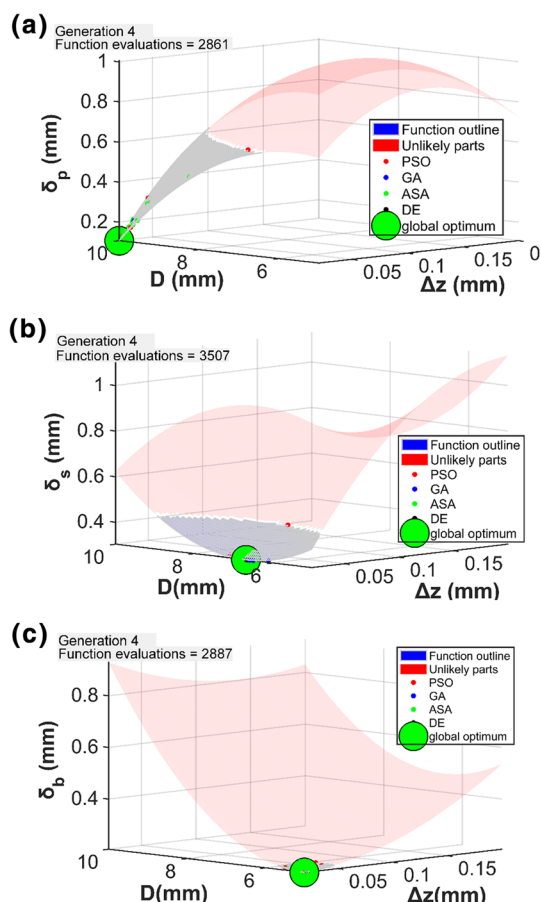 (a)
Generation 4
Function evaluations = 2861
1
0.8
0.6
0.4
0.2
δp (mm)
10
8
6
D (mm)
0.05
0.1
0.15
0
Δz (mm)
Function outline
Unlikely parts
PSO
GA
ASA
DE
global optimum
(b)
Generation 4
Function evaluations = 3507
1
0.8
0.6
0.4
δs (mm)
10
8
6
D(mm)
0.05
0.1
0.15
Δz (mm)
Function outline
Unlikely parts
PSO
GA
ASA
DE
global optimum
(c)
Generation 4
Function evaluations = 2887
0.8
0.6
0.4
δb (mm)
10
8
6
D(mm)
0.05
0.1
0.15
Δz(mm)
Function outline
Unlikely parts
PSO
GA
ASA
DE
global optimum